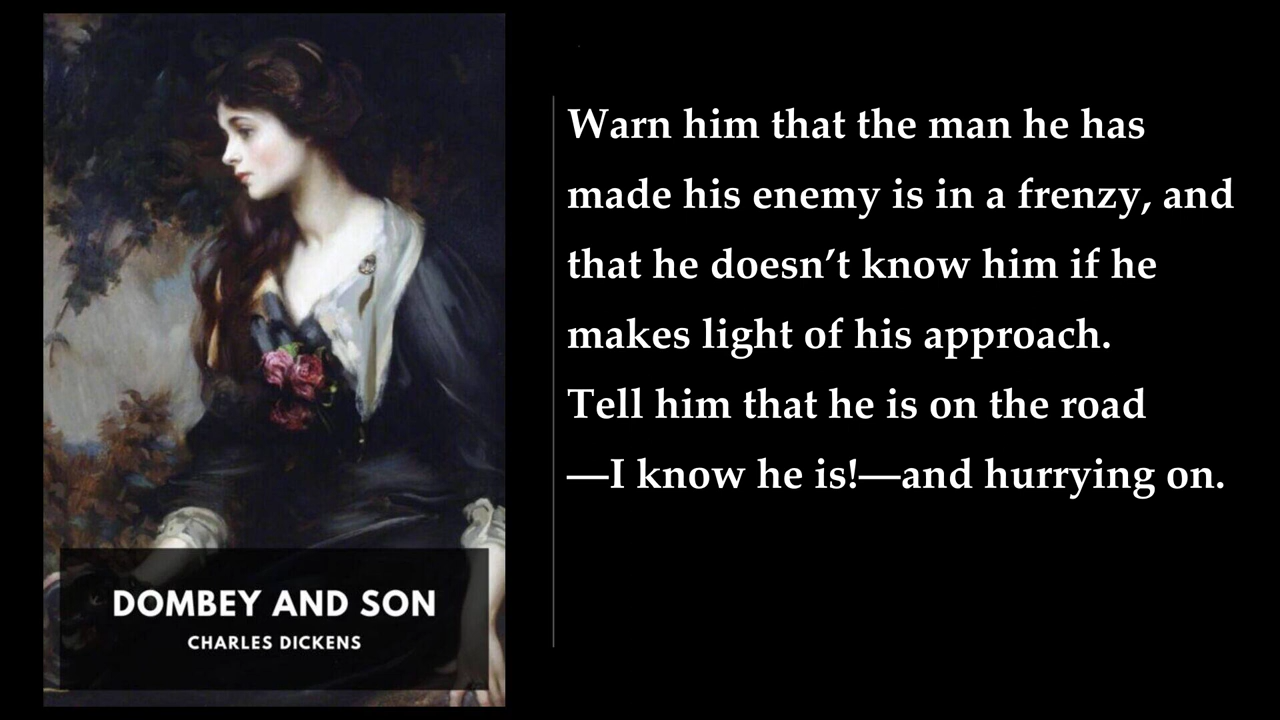 Warn him that the man he has
made his enemy is in a frenzy, and
that he doesn’t know him if he
makes light of his approach.
Tell him that he is on the road
—I know he is!—and hurrying on.
DOMBEY AND SON
CHARLES DICKENS